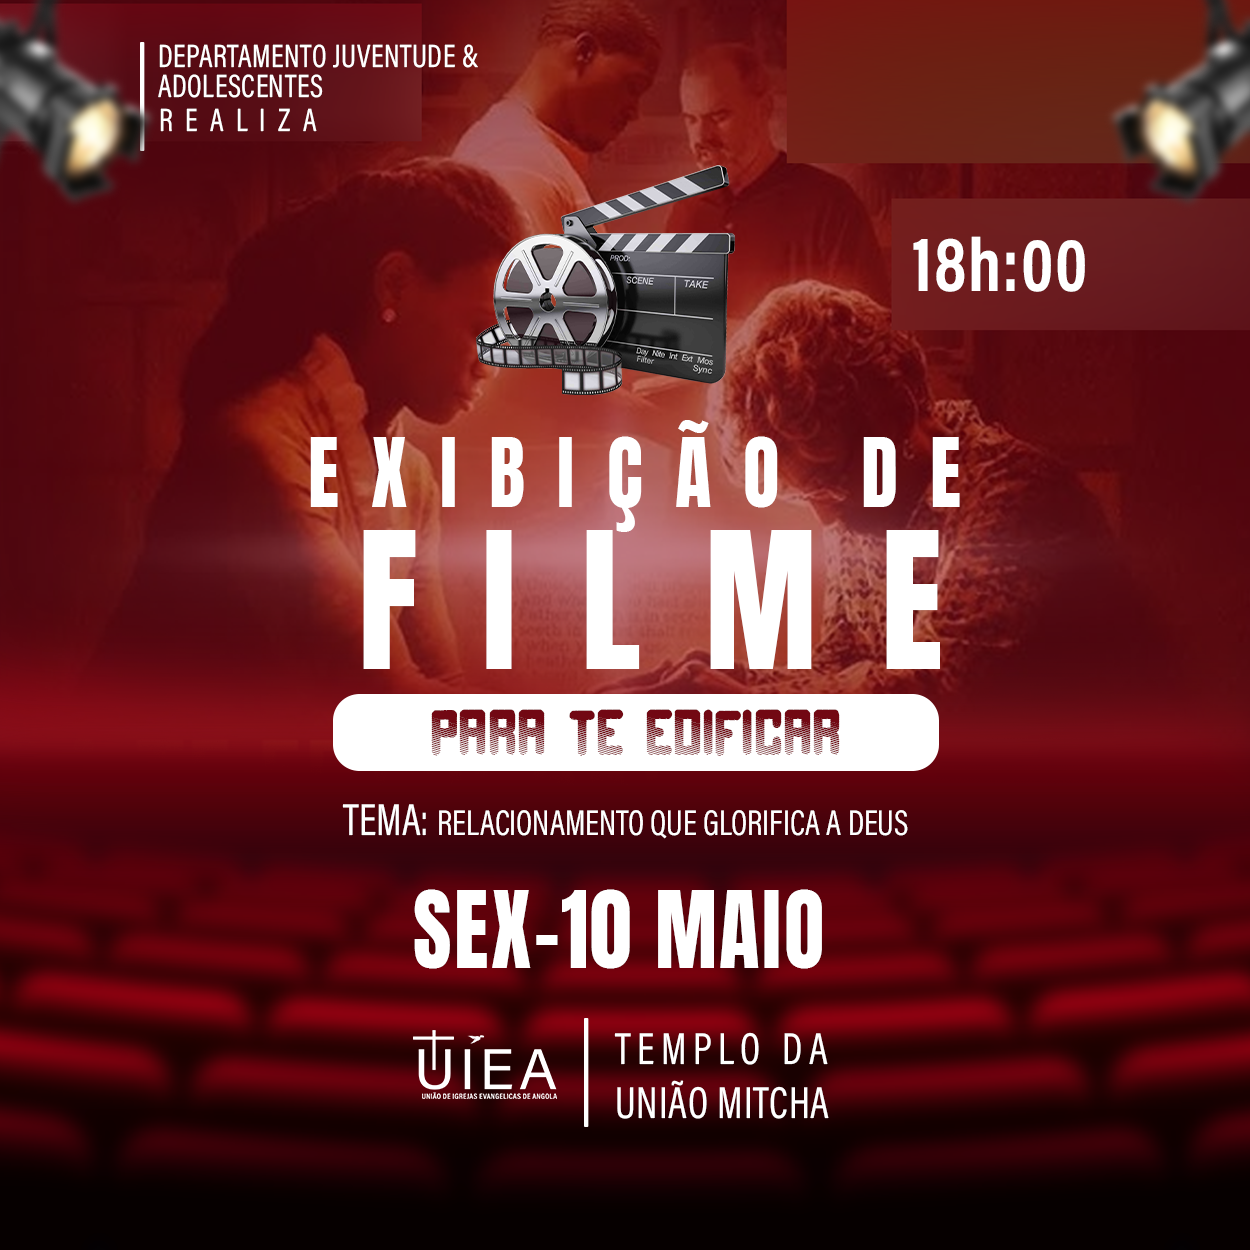 DEPARTAMENTO JUVENTUDE &
ADOLESCENTES
REALIZA
18h:00
PROD:
SCENE TAKE
Day Nite Int Ext Mos
Filter Sync
EXIBIÇÃO DE
FILME
PARA TE EDIFICAR
TEMA: RELACIONAMENTO QUE GLORIFICA A DEUS
SEX-10 MAIO
UIEA
UNIÃO DE IGREJAS EVANGÉLICAS DE ANGOLA
TEMPLO DA
UNIÃO MITCHA